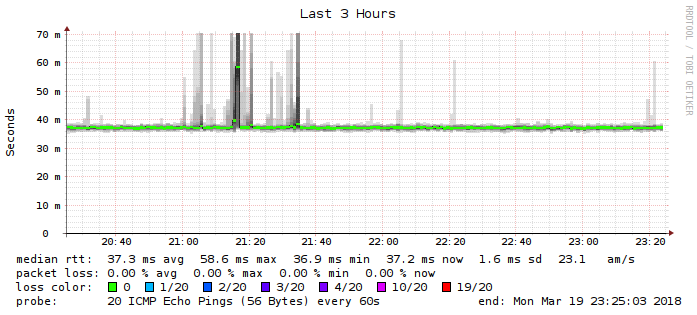 Last 3 Hours
RRDTOOL / TOBI OETIKER
Seconds
70 m
60 m
50 m
40 m
30 m
20 m
10 m
0
20:40 21:00 21:20 21:40 22:00 22:20 22:40 23:00 23:20
median rtt: 37.3 ms avg 58.6 ms max 36.9 ms min 37.2 ms now 1.6 ms sd 23.1 am/s
packet loss: 0.00 % avg 0.00 % max 0.00 % min 0.00 % now
loss color: 0 1/20 2/20 3/20 4/20 10/20 19/20
probe: 20 ICMP Echo Pings (56 Bytes) every 60s end: Mon Mar 19 23:25:03 2018